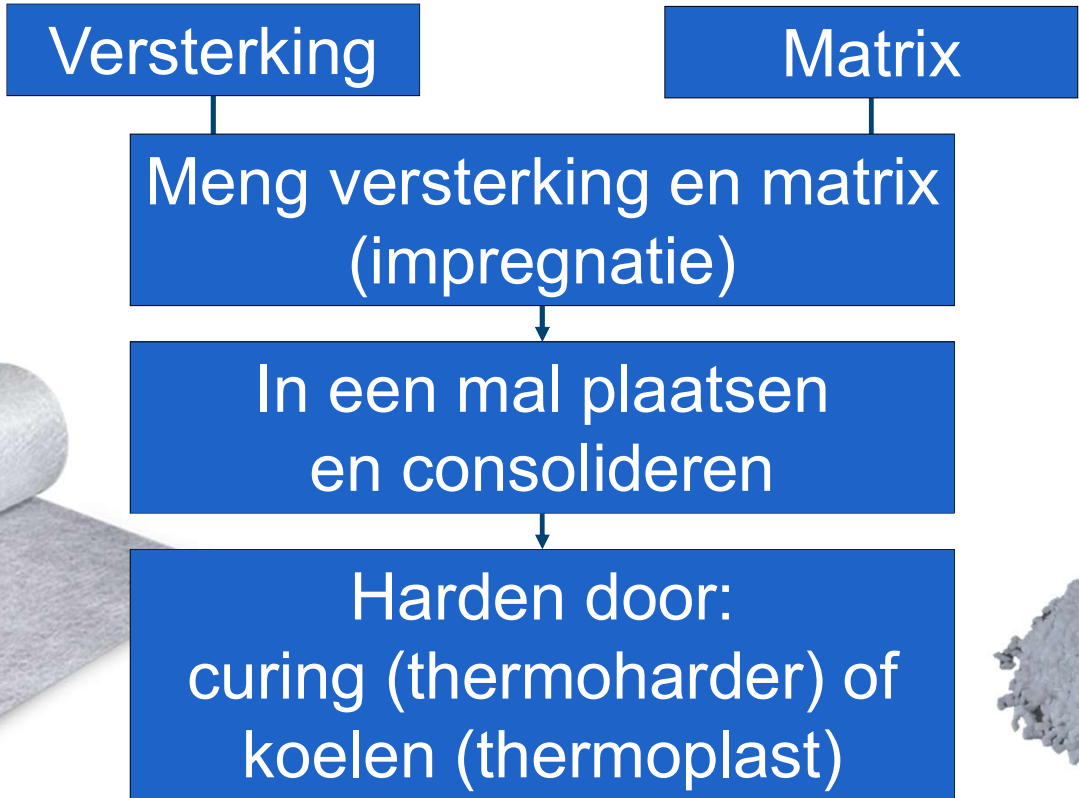 Versterking
Matrix
Meng versterking en matrix
(impregnatie)
In een mal plaatsen
en consolideren
Harden door:
curing (thermoharder) of
koelen (thermoplast)